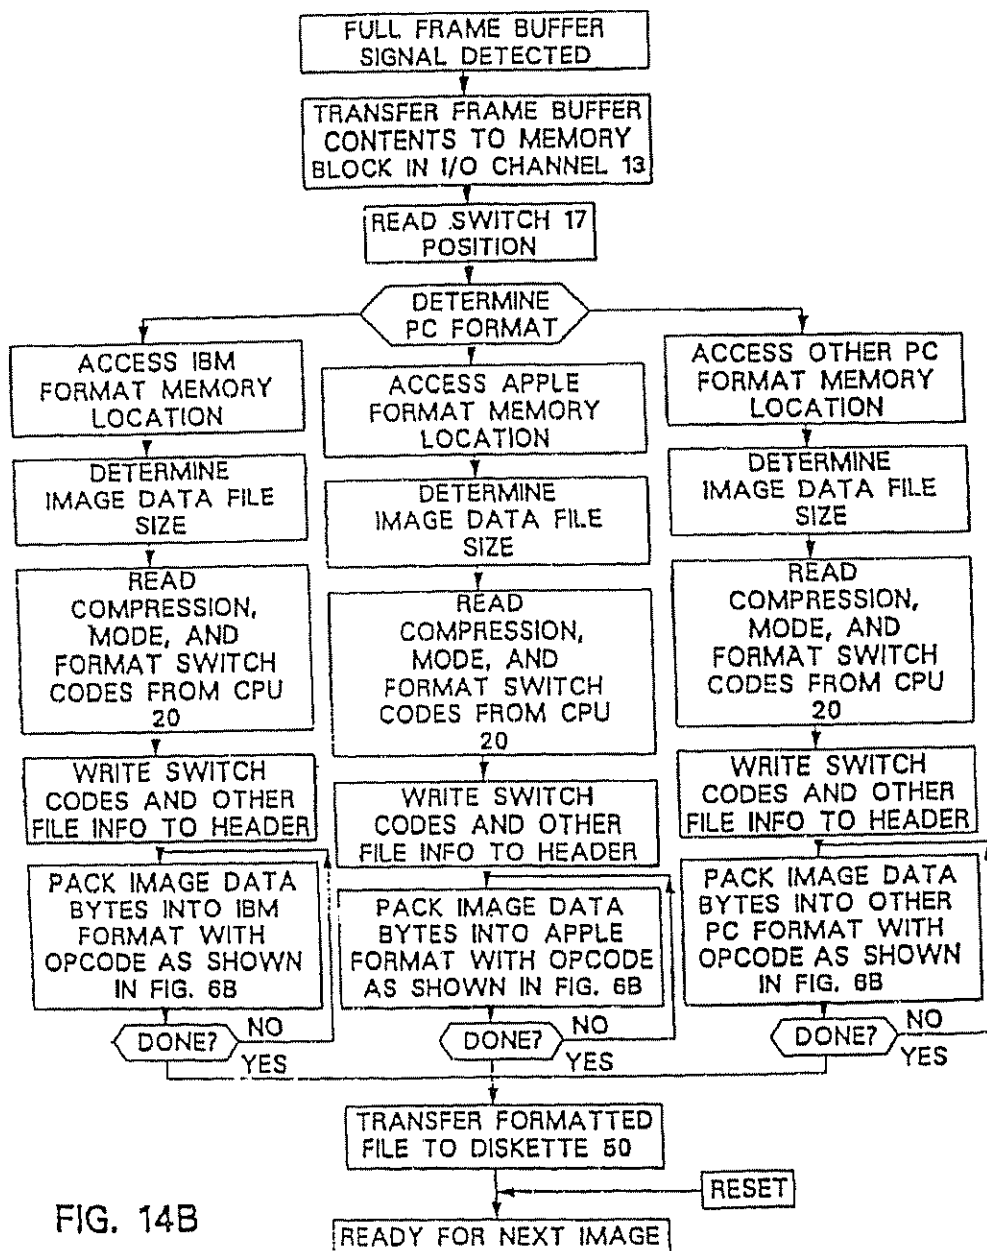 FULL FRAME BUFFER
SIGNAL DETECTED
TRANSFER FRAME BUFFER
CONTENTS TO MEMORY
BLOCK IN I/O CHANNEL 13
READ SWITCH 17
POSITION
DETERMINE
PC FORMAT
ACCESS IBM
FORMAT MEMORY
LOCATION
DETERMINE
IMAGE DATA FILE
SIZE
READ
COMPRESSION,
MODE, AND
FORMAT SWITCH
CODES FROM CPU
20
WRITE SWITCH
CODES AND OTHER
FILE INFO TO HEADER
PACK IMAGE DATA
BYTES INTO IBM
FORMAT WITH
OPCODE AS SHOWN
IN FIG. 6B
DONE?
NO
YES
ACCESS APPLE
FORMAT MEMORY
LOCATION
DETERMINE
IMAGE DATA FILE
SIZE
READ
COMPRESSION,
MODE, AND
FORMAT SWITCH
CODES FROM CPU
20
WRITE SWITCH
CODES AND OTHER
FILE INFO TO HEADER
PACK IMAGE DATA
BYTES INTO APPLE
FORMAT WITH OPCODE
AS SHOWN IN FIG. 6B
DONE?
NO
YES
ACCESS OTHER PC
FORMAT MEMORY
LOCATION
DETERMINE
IMAGE DATA FILE
SIZE
READ
COMPRESSION,
MODE, AND
FORMAT SWITCH
CODES FROM CPU
20
WRITE SWITCH
CODES AND OTHER
FILE INFO TO HEADER
PACK IMAGE DATA
BYTES INTO OTHER
PC FORMAT WITH
OPCODE AS SHOWN
IN FIG. 6B
DONE?
NO
YES
TRANSFER FORMATTED
FILE TO DISKETTE 50
RESET
READY FOR NEXT IMAGE
FIG. 14B